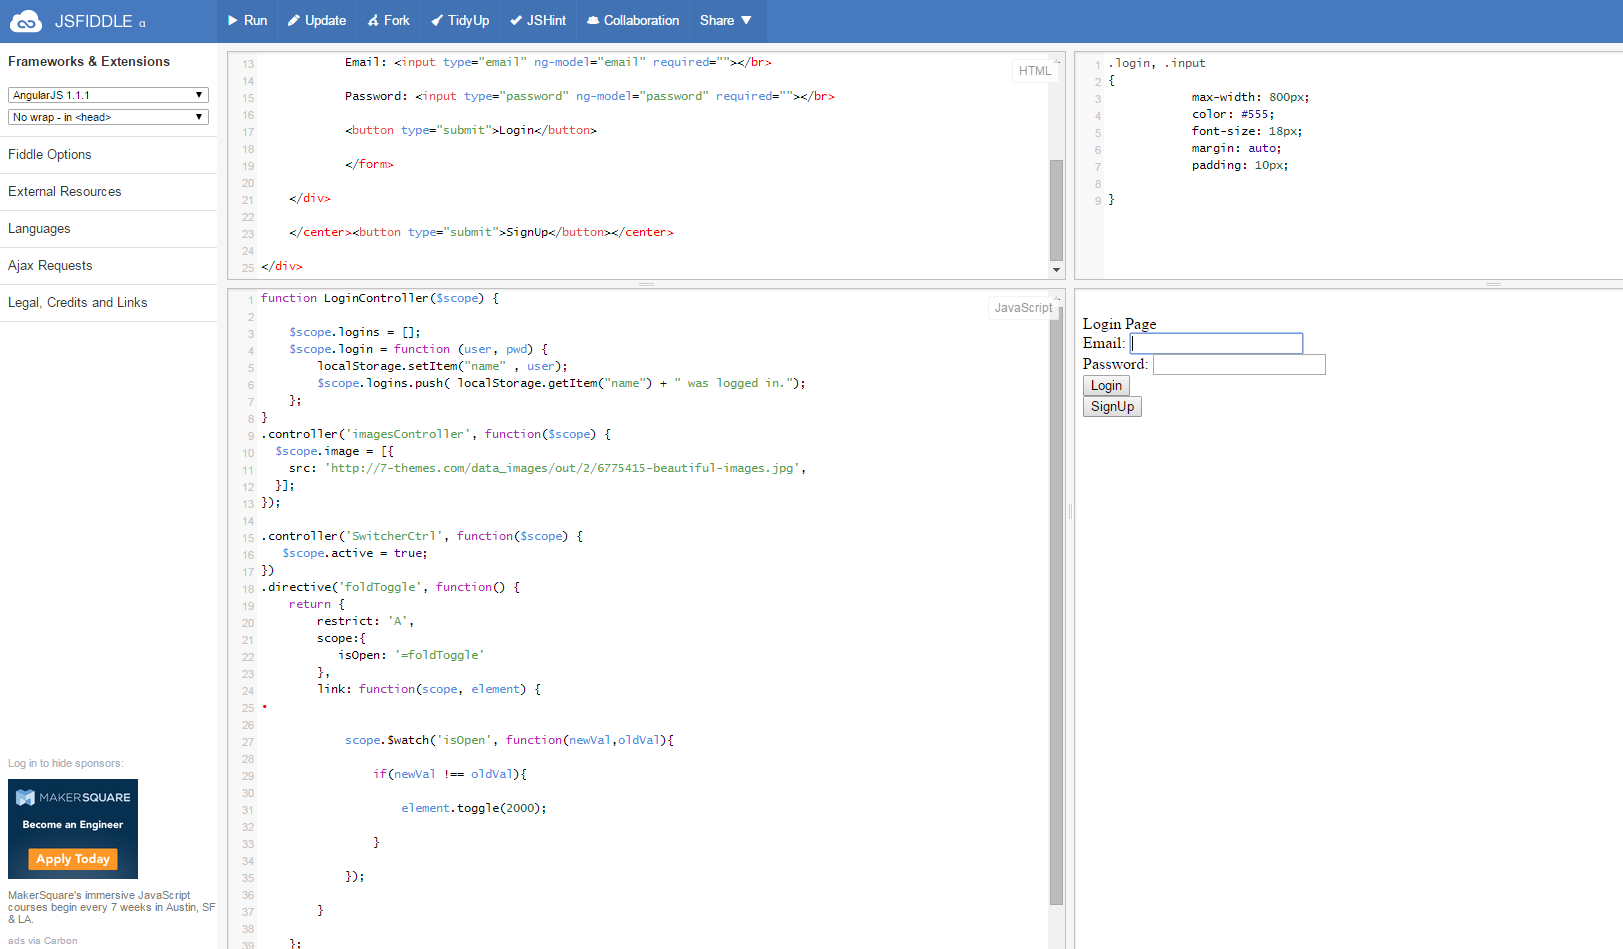 JSFIDDLE α
Run
Update
Fork
TidyUp
JSHint
Collaboration
Share ▼
Frameworks & Extensions
AngularJS 1.1.1
No wrap - in <head>
Fiddle Options
External Resources
Languages
Ajax Requests
Legal, Credits and Links
Log in to hide sponsors:
MAKERSQUARE
Become an Engineer
Apply Today
MakerSquare's immersive JavaScript
courses begin every 7 weeks in Austin, SF
& LA.
ads via Carbon
HTML
13 Email: <input type="email" ng-model="email" required=""></br>
14
15 Password: <input type="password" ng-model="password" required=""></br>
16
17 <button type="submit">Login</button>
18
19 </form>
20
21 </div>
22
23 </center><button type="submit">SignUp</button></center>
24
25 </div>
1 .login, .input
2 {
3 max-width: 800px;
4 color: #555;
5 font-size: 18px;
6 margin: auto;
7 padding: 10px;
8
9 }
JavaScript
1 function LoginController($scope) {
2
3 $scope.logins = [];
4 $scope.login = function (user, pwd) {
5 localStorage.setItem("name" , user);
6 $scope.logins.push( localStorage.getItem("name") + " was logged in.");
7 };
8 }
9 .controller('imagesController', function($scope) {
10 $scope.image = [{
11 src: 'http://7-themes.com/data_images/out/2/6775415-beautiful-images.jpg',
12 }];
13 });
14
15 .controller('SwitcherCtrl', function($scope) {
16 $scope.active = true;
17 })
18 .directive('foldToggle', function() {
19 return {
20 restrict: 'A',
21 scope:{
22 isOpen: '=foldToggle'
23 },
24 link: function(scope, element) {
25
26
27 scope.$watch('isOpen', function(newVal,oldVal){
28
29 if(newVal !== oldVal){
30
31 element.toggle(2000);
32
33 }
34
35 });
36
37 }
38
39 };
Login Page
Email:
Password:
Login
SignUp